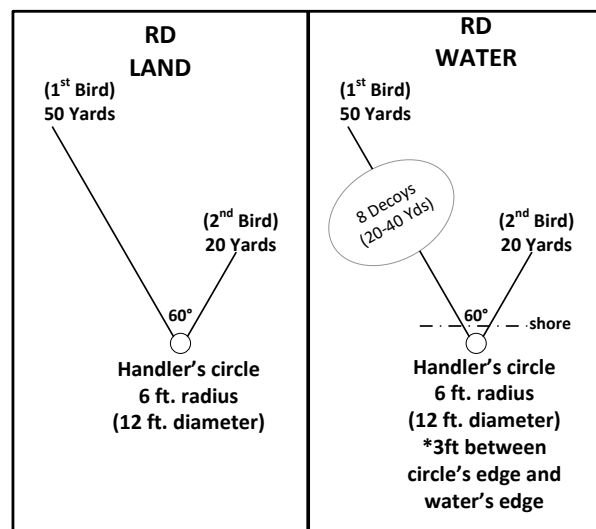 RD
LAND
(1st Bird)
50 Yards
(2nd Bird)
20 Yards
60°
Handler's circle
6 ft. radius
(12 ft. diameter)
RD
WATER
(1st Bird)
50 Yards
8 Decoys
(20-40 Yds)
(2nd Bird)
20 Yards
60°
shore
Handler's circle
6 ft. radius
(12 ft. diameter)
*3ft between
circle's edge and
water's edge